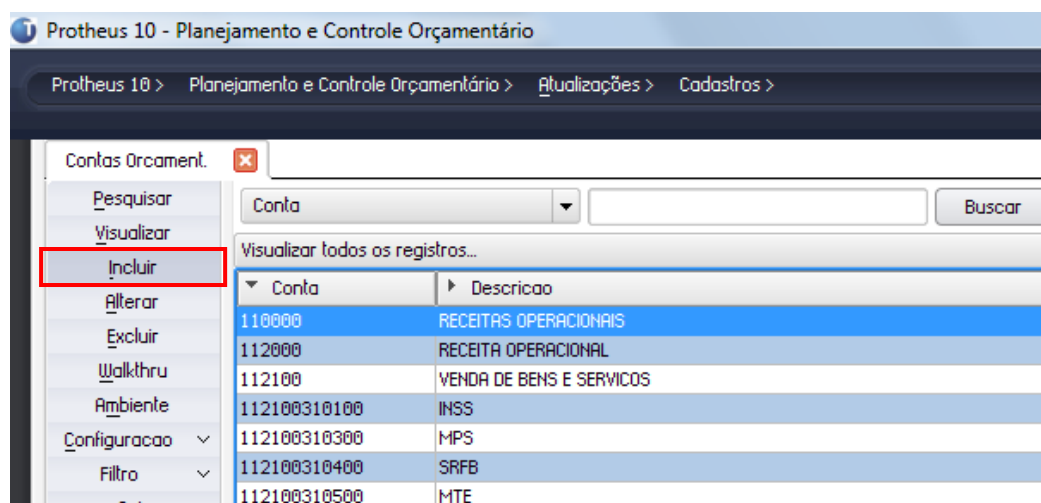 Protheus 10 - Planejamento e Controle Orçamentário
Protheus 10 > Planejamento e Controle Orçamentário > Atualizações > Cadastros >
Contas Orcament.
Pesquisar
Visualizar
Incluir
Alterar
Excluir
Walkthru
Ambiente
Configuracao
Filtro
Conta
Buscar
Visualizar todos os registros...
Conta Descricao
110000 RECEITAS OPERACIONAIS
112000 RECEITA OPERACIONAL
112100 VENDA DE BENS E SERVICOS
112100310100 INSS
112100310300 MPS
112100310400 SRFB
112100310500 MTE